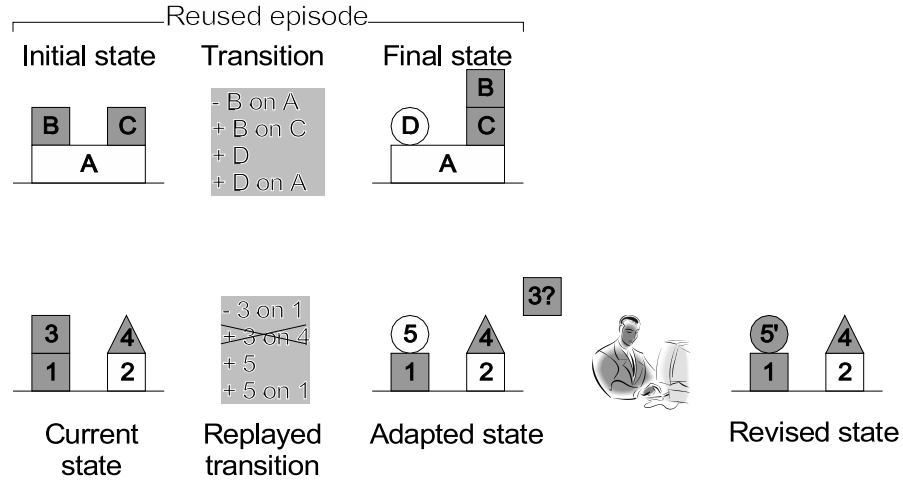 Reused episode
Initial state
Transition
Final state
B
C
A
- B on A
+ B on C
+ D
+ D on A
B
D
C
A
3
4
1
2
- 3 on 1
+ 3 on 4
+ 5
+ 5 on 1
3?
5
4
1
2
5'
4
1
2
Current
state
Replayed
transition
Adapted state
Revised state